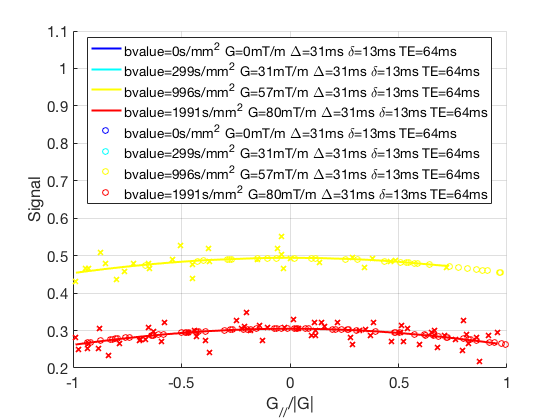 1.1
1
0.9
0.8
0.7
0.6
0.5
0.4
0.3
0.2
Signal
bvalue=0s/mm² G=0mT/m Δ=31ms δ=13ms TE=64ms
bvalue=299s/mm² G=31mT/m Δ=31ms δ=13ms TE=64ms
bvalue=996s/mm² G=57mT/m Δ=31ms δ=13ms TE=64ms
bvalue=1991s/mm² G=80mT/m Δ=31ms δ=13ms TE=64ms
bvalue=0s/mm² G=0mT/m Δ=31ms δ=13ms TE=64ms
bvalue=299s/mm² G=31mT/m Δ=31ms δ=13ms TE=64ms
bvalue=996s/mm² G=57mT/m Δ=31ms δ=13ms TE=64ms
bvalue=1991s/mm² G=80mT/m Δ=31ms δ=13ms TE=64ms
-1 -0.5 0 0.5 1
G_//_/|G|